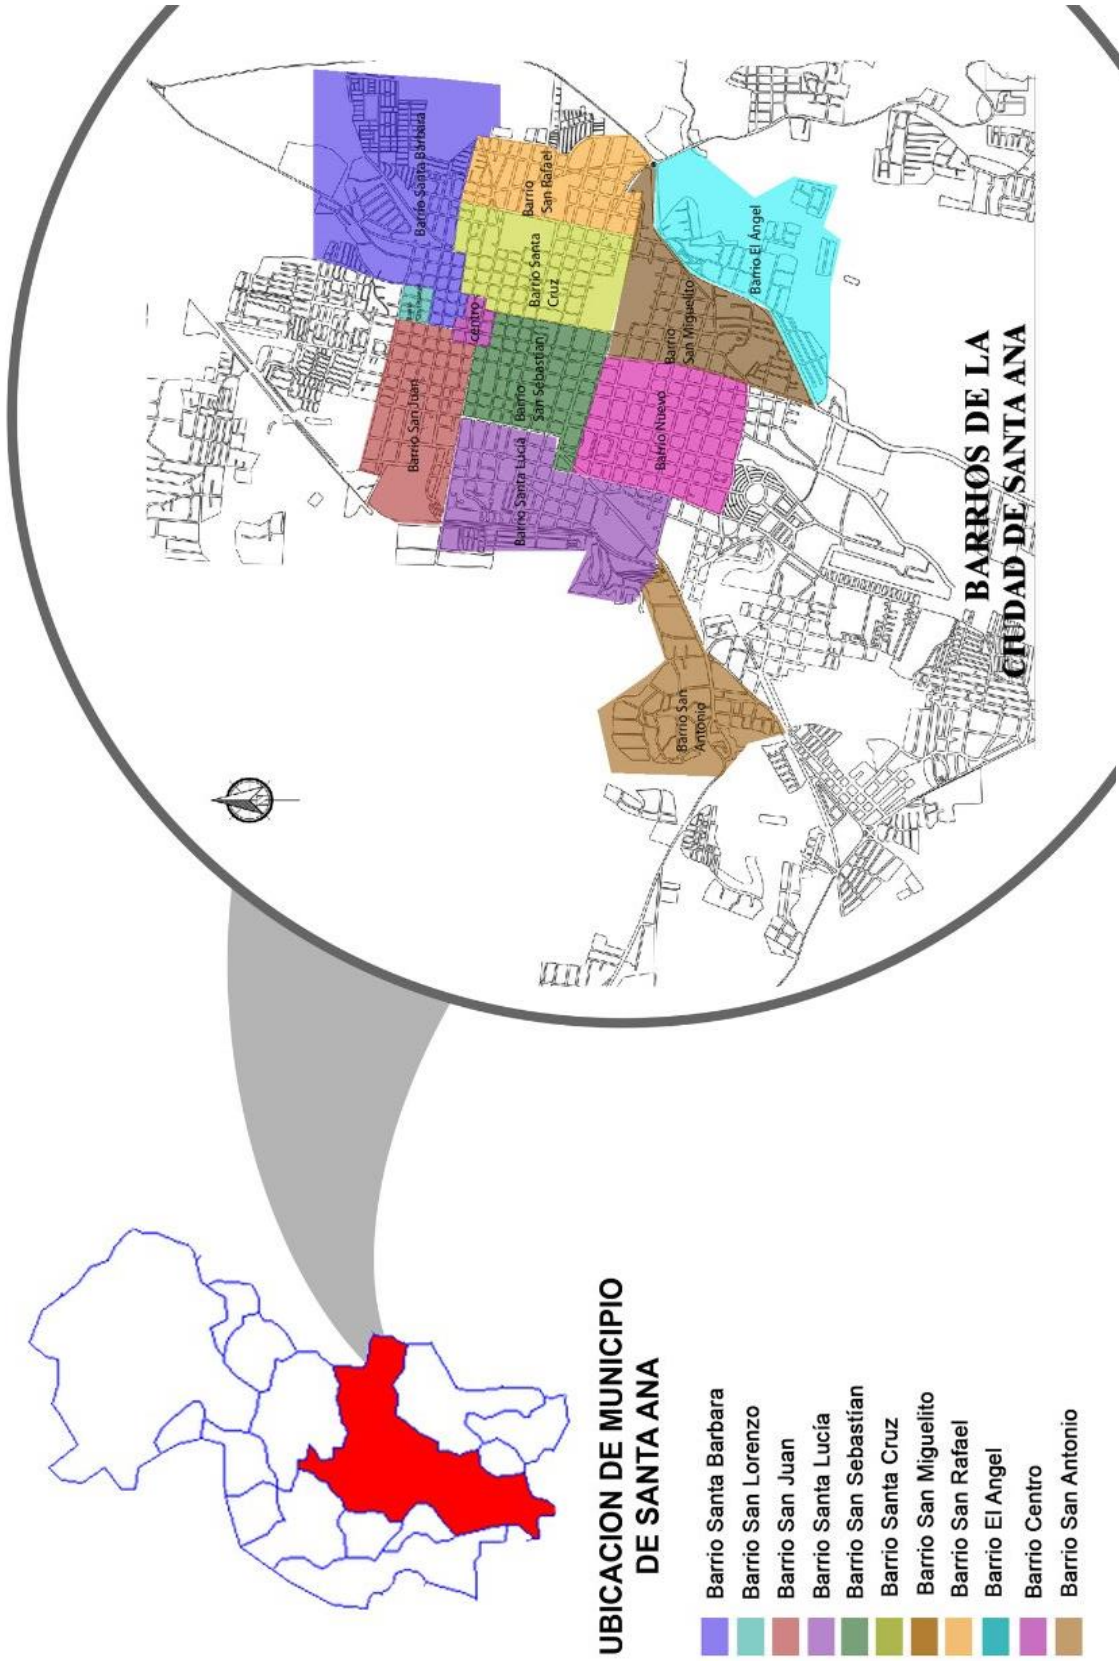 UBICACION DE MUNICIPIO
DE SANTA ANA
Barrio Santa Barbara
Barrio San Lorenzo
Barrio San Juan
Barrio Santa Lucía
Barrio San Sebastían
Barrio Santa Cruz
Barrio San Miguelito
Barrio San Rafael
Barrio El Angel
Barrio Centro
Barrio San Antonio
Barrio Santa Bárbara
Barrio San Juan
centro
Barrio Santa Lucía
Barrio
San Sebastian
Barrio Santa
Cruz
Barrio
San Rafael
Barrio Nuevo
Barrio
San Miguelito
Barrio El Ángel
Barrio San
Antonio
BARRIOS DE LA
CIUDAD DE SANTA ANA